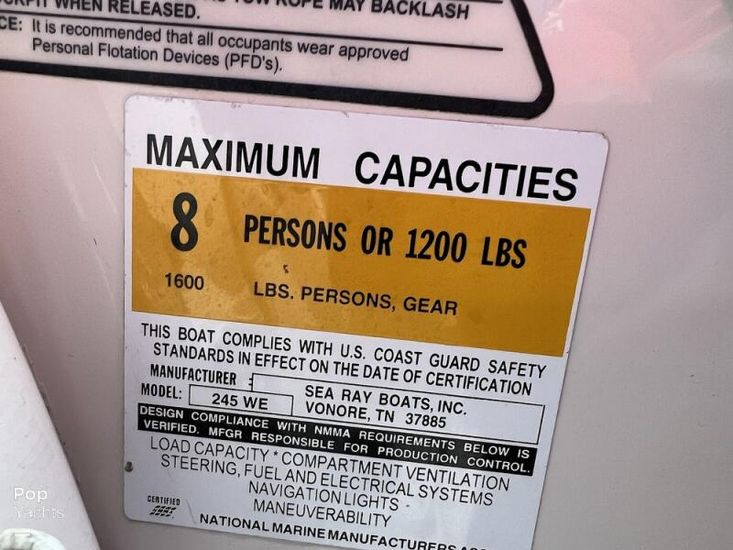 WHEN RELEASED.
ROPE MAY BACKLASH
CE: It is recommended that all occupants wear approved
Personal Flotation Devices (PFD's).
MAXIMUM CAPACITIES
8 PERSONS OR 1200 LBS
1600 LBS. PERSONS, GEAR
THIS BOAT COMPLIES WITH U.S. COAST GUARD SAFETY
STANDARDS IN EFFECT ON THE DATE OF CERTIFICATION
MANUFACTURER : SEA RAY BOATS, INC.
MODEL: 245 WE VONORE, TN 37885
DESIGN COMPLIANCE WITH NMMA REQUIREMENTS BELOW IS
VERIFIED. MFGR RESPONSIBLE FOR PRODUCTION CONTROL.
LOAD CAPACITY * COMPARTMENT VENTILATION
STEERING, FUEL AND ELECTRICAL SYSTEMS
NAVIGATION LIGHTS -
MANEUVERABILITY
CERTIFIED
NATIONAL MARINE MANUFACTURERS ASS
Pop
Yachts